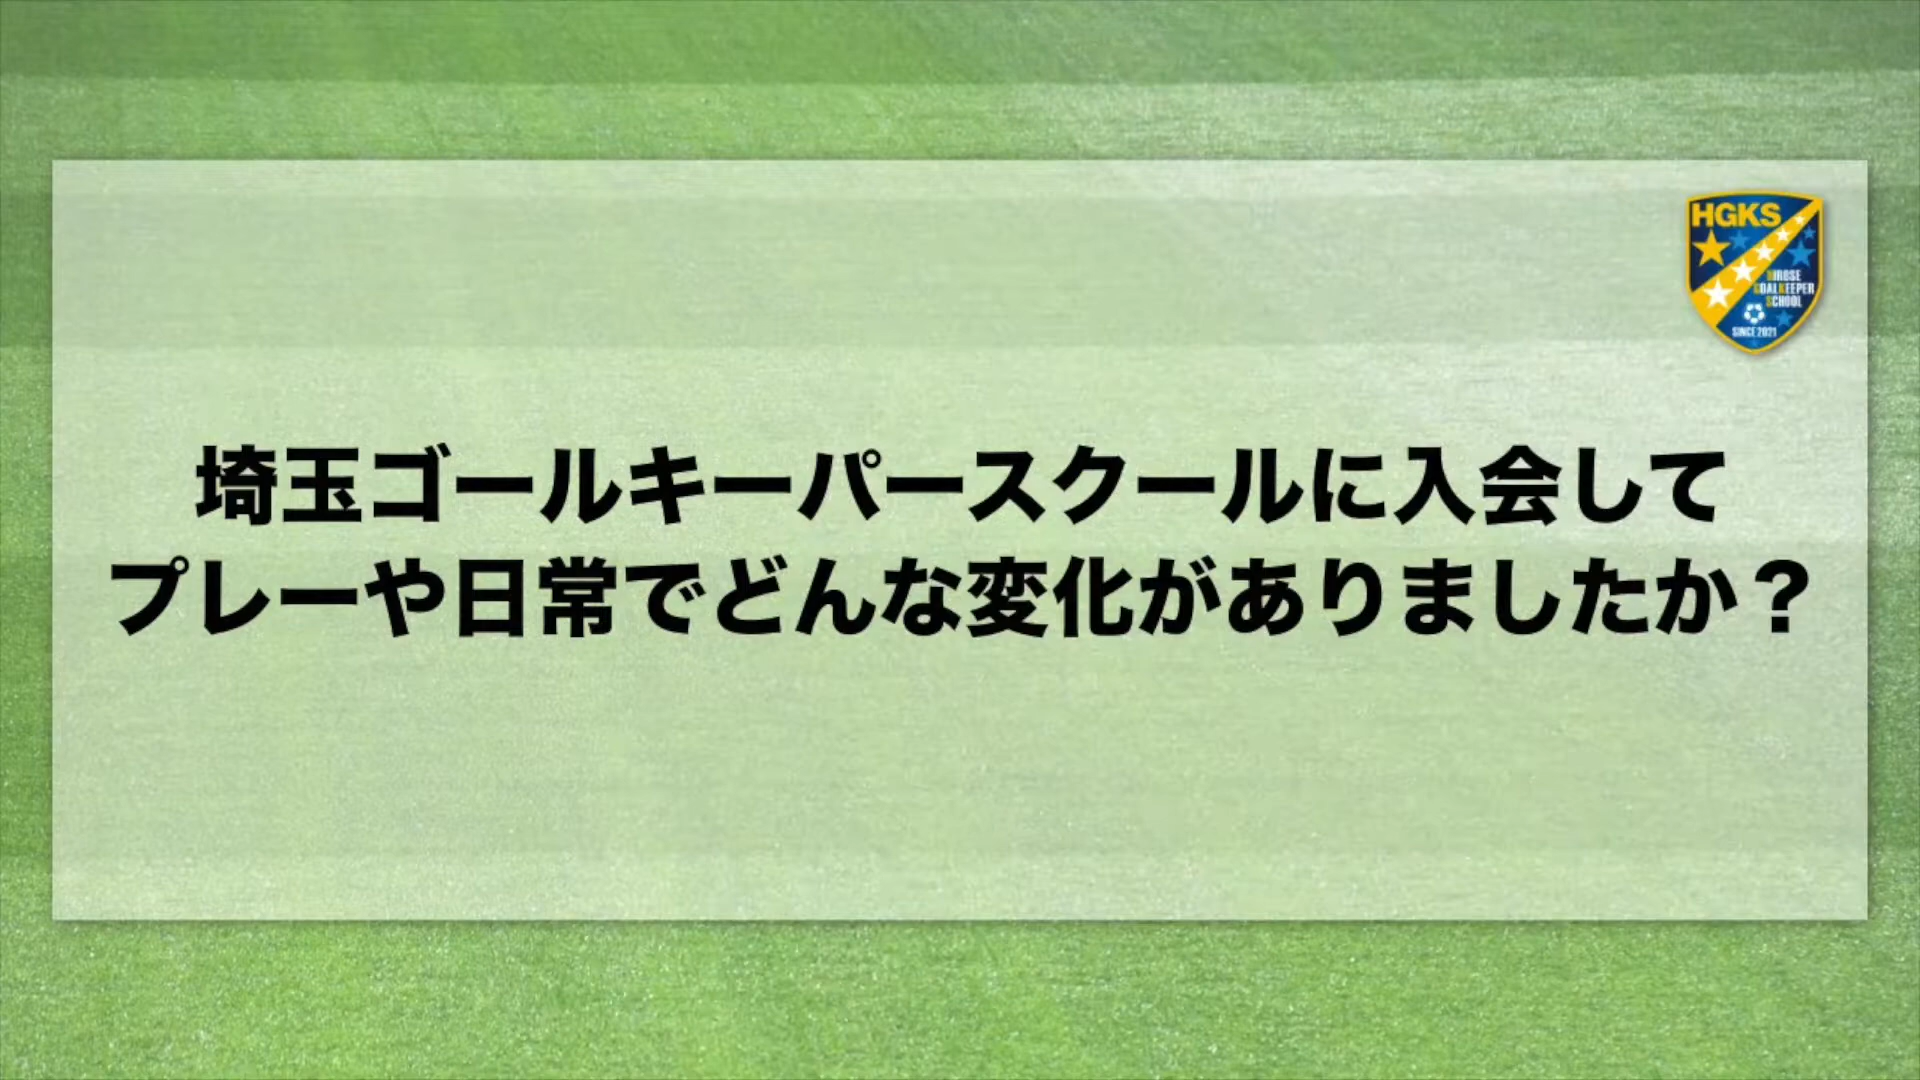 HGKS
HIROSE
GOALKEEPER
SCHOOL
SINCE 2021
埼玉ゴールキーパースクールに入会して
プレーや日常でどんな変化がありましたか？